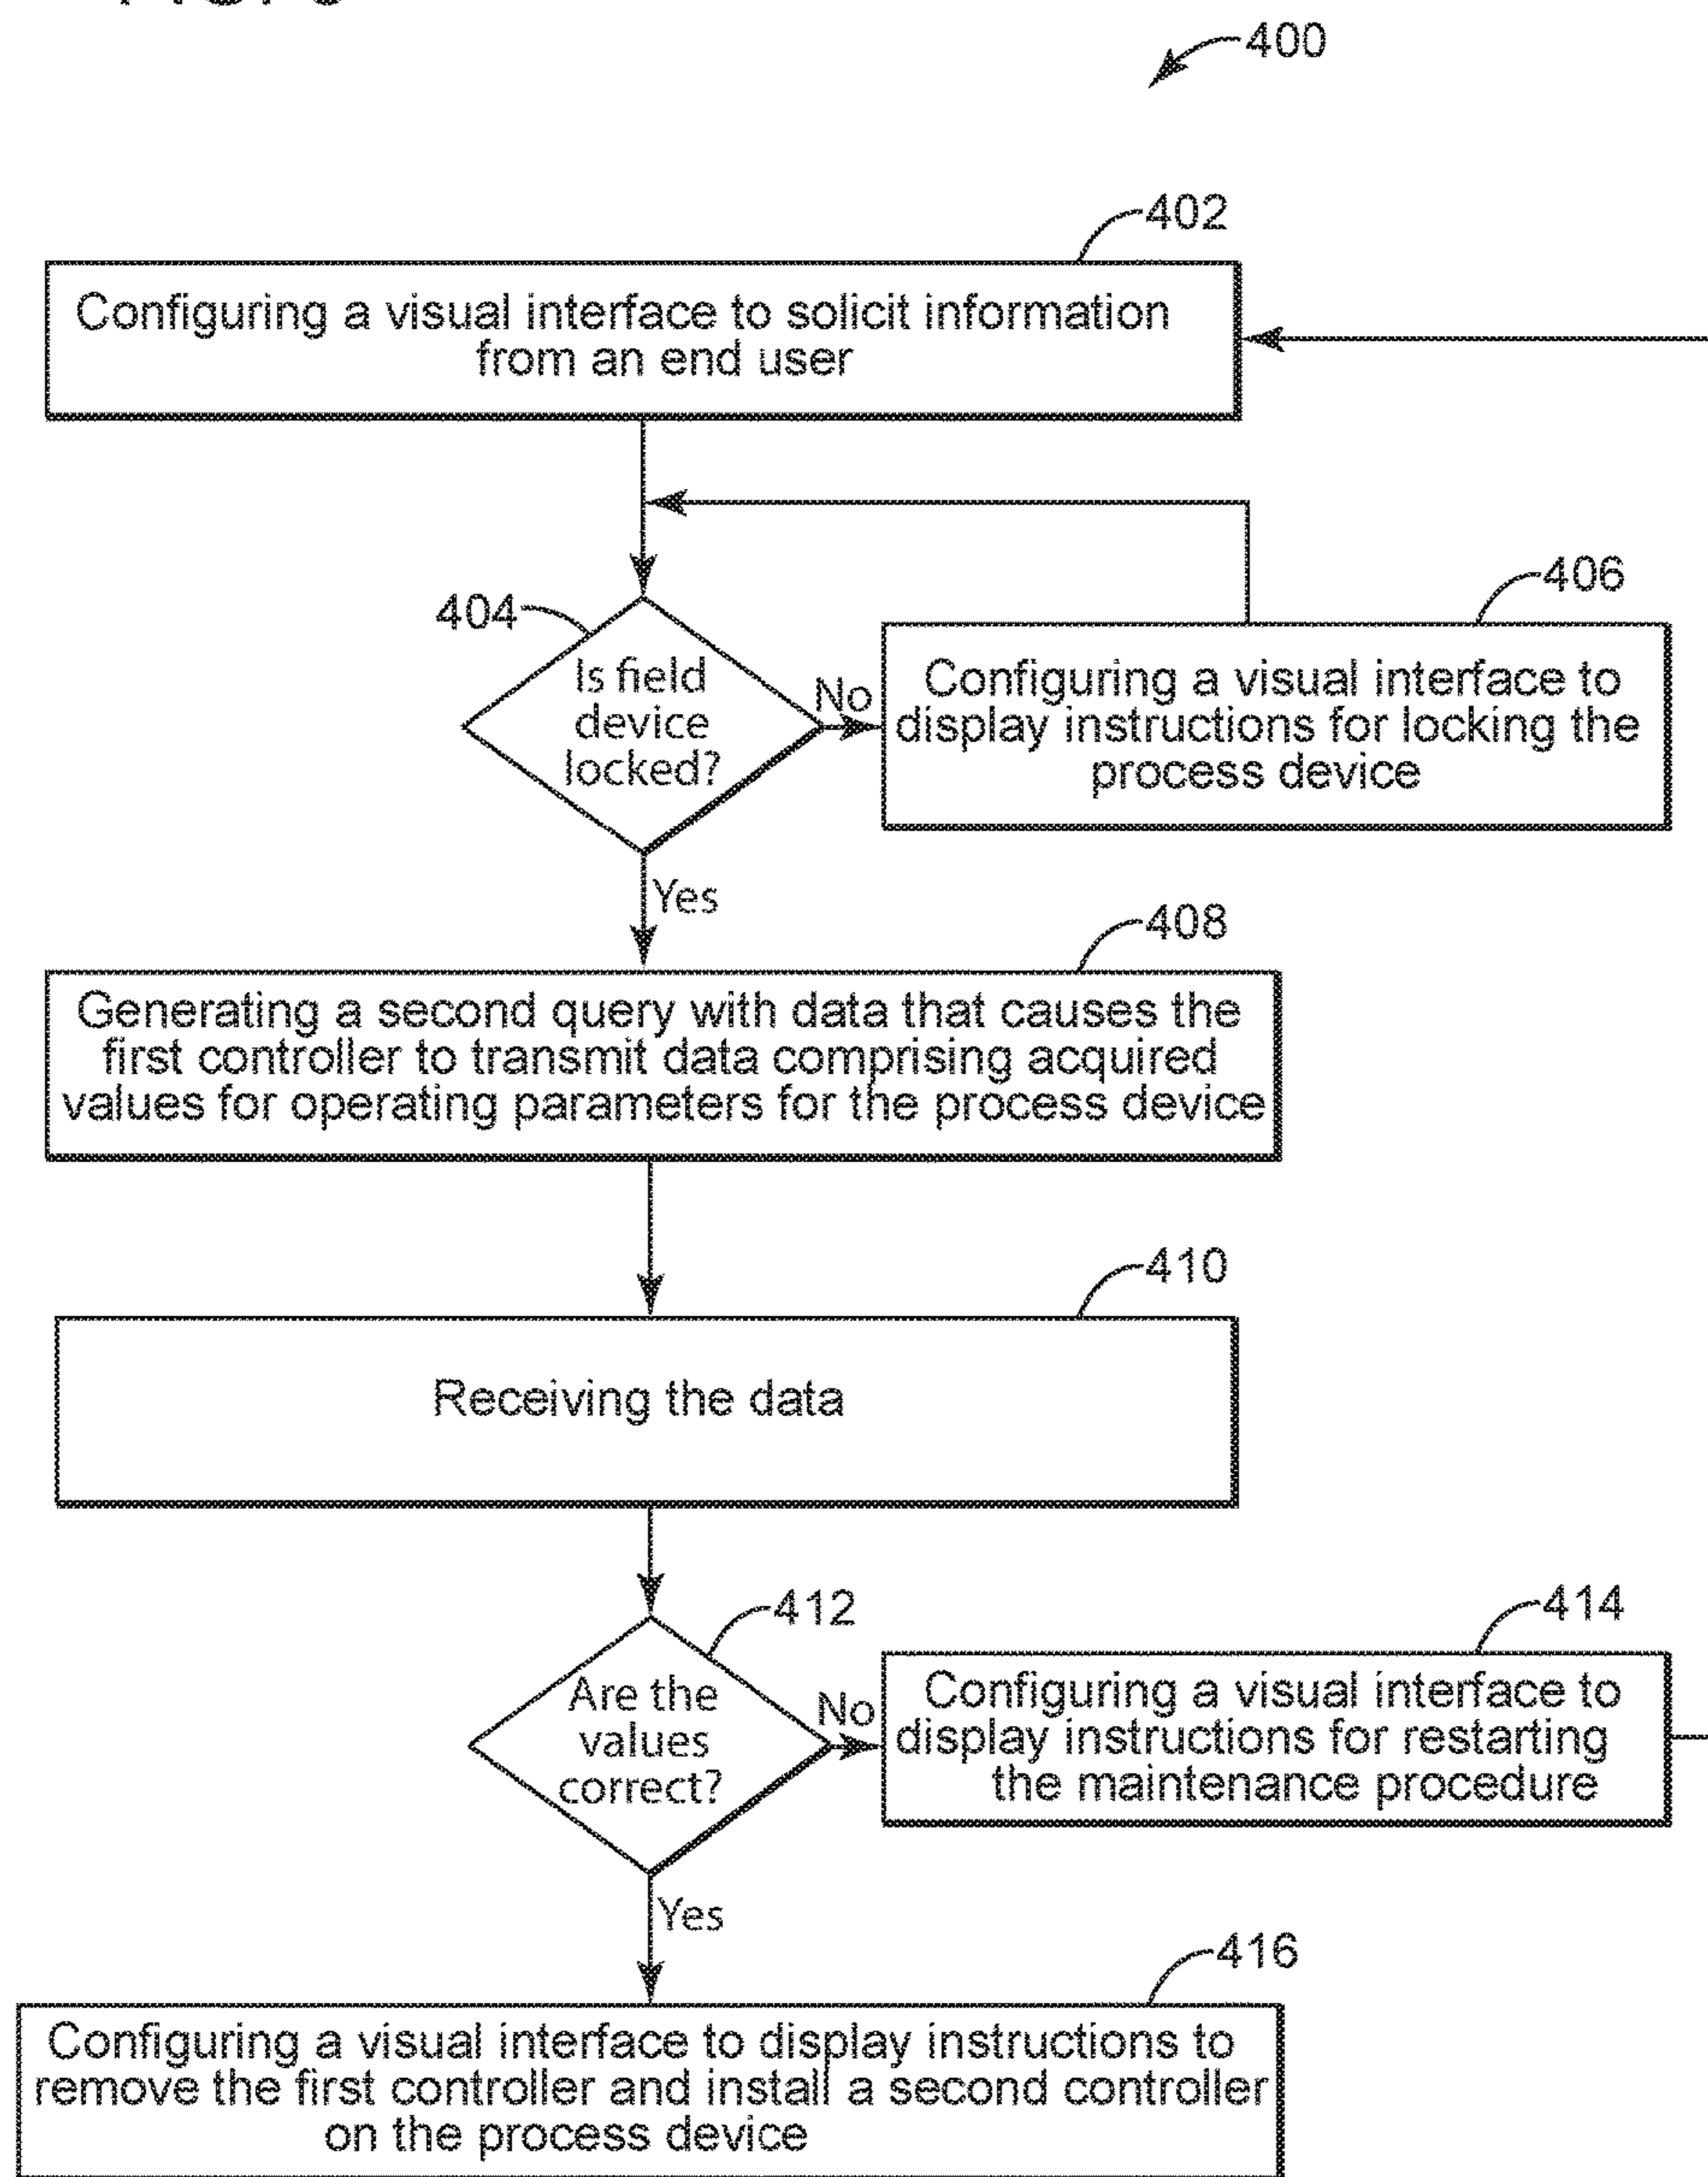 400
402
Configuring a visual interface to solicit information
from an end user
404
Is field
device
locked?
No
406
Configuring a visual interface to
display instructions for locking the
process device
Yes
408
Generating a second query with data that causes the
first controller to transmit data comprising acquired
values for operating parameters for the process device
410
Receiving the data
412
Are the
values
correct?
No
414
Configuring a visual interface to
display instructions for restarting
the maintenance procedure
Yes
416
Configuring a visual interface to display instructions to
remove the first controller and install a second controller
on the process device